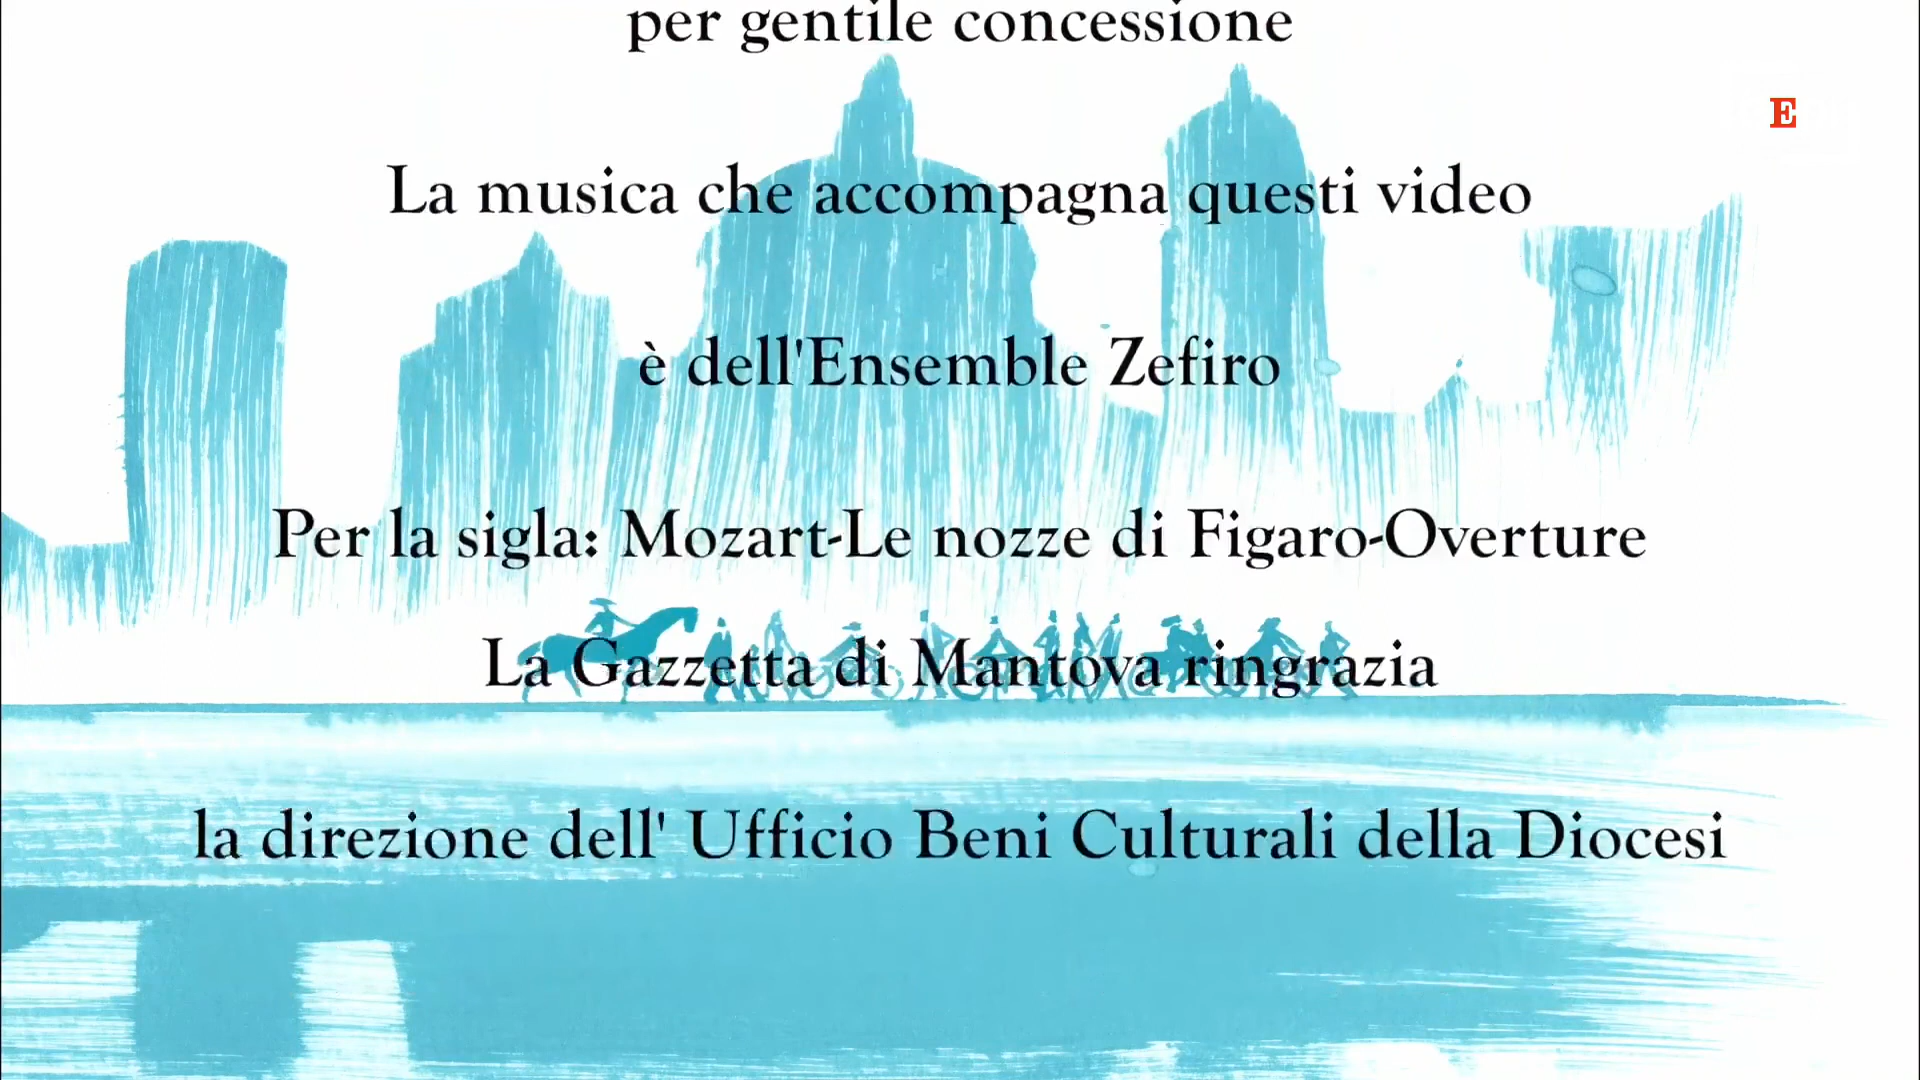 per gentile concessione
E
La musica che accompagna questi video
è dell'Ensemble Zefiro
Per la sigla: Mozart-Le nozze di Figaro-Overture
La Gazzetta di Mantova ringrazia
la direzione dell' Ufficio Beni Culturali della Diocesi